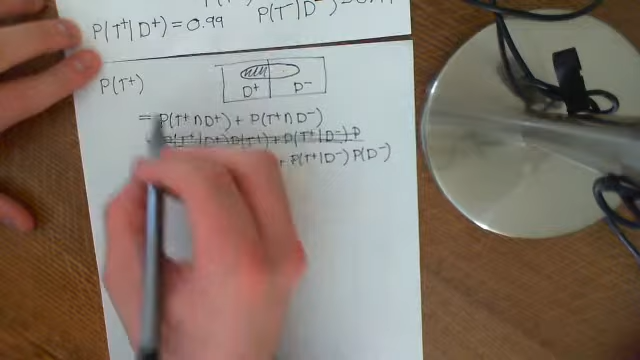 P(T⁺|D⁺) = 0.99
P(T⁺)
D⁺ D⁻
= P(T⁺∩D⁺) + P(T⁺∩D⁻)
P(T⁺|D⁺)P(T⁺) + P(T⁺|D⁻)P
+ P(T⁺|D⁻)P(D⁻)